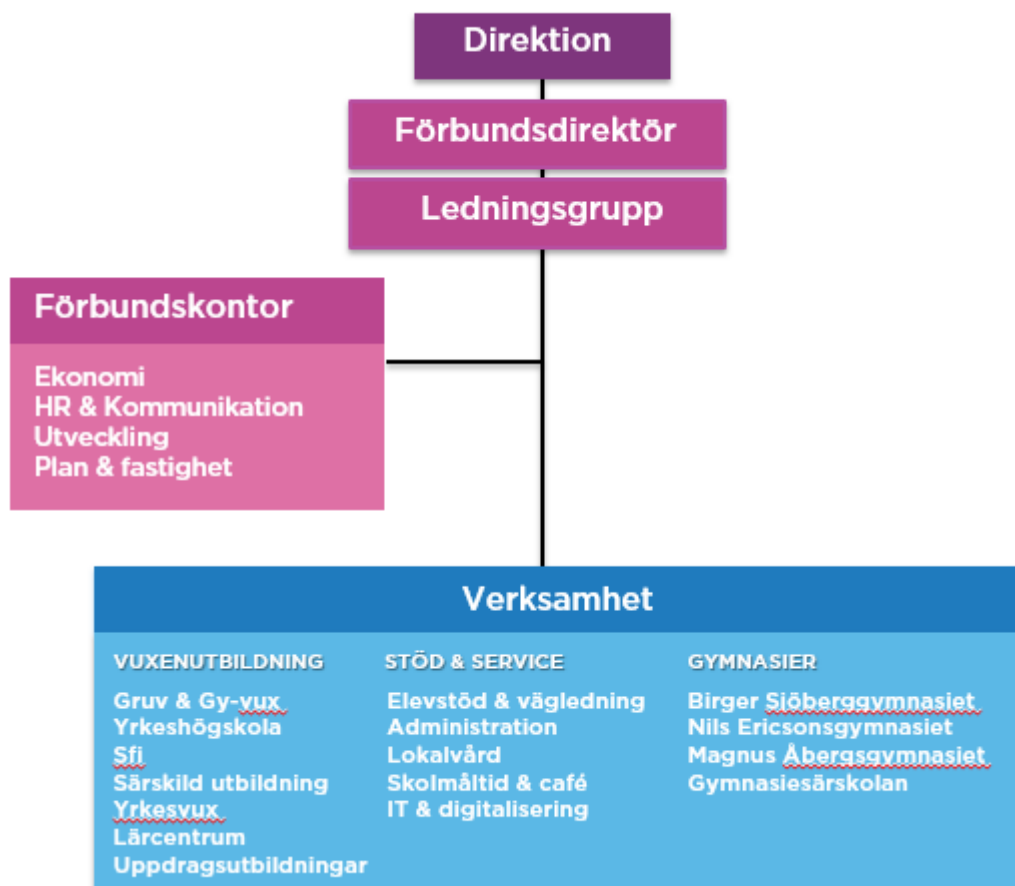 Direktion
Förbundsdirektör
Ledningsgrupp
Förbundskontor
Ekonomi
HR & Kommunikation
Utveckling
Plan & fastighet
Verksamhet
VUXENUTBILDNING
Gruv & Gy-vux
Yrkeshögskola
Sfi
Särskild utbildning
Yrkesvux
Lärcentrum
Uppdragsutbildningar
STÖD & SERVICE
Elevstöd & vägledning
Administration
Lokalvård
Skolmåltid & café
IT & digitalisering
GYMNASIER
Birger Sjöberggymnasiet
Nils Ericsonsgymnasiet
Magnus Åbergsgymnasiet
Gymnasiesärskolan